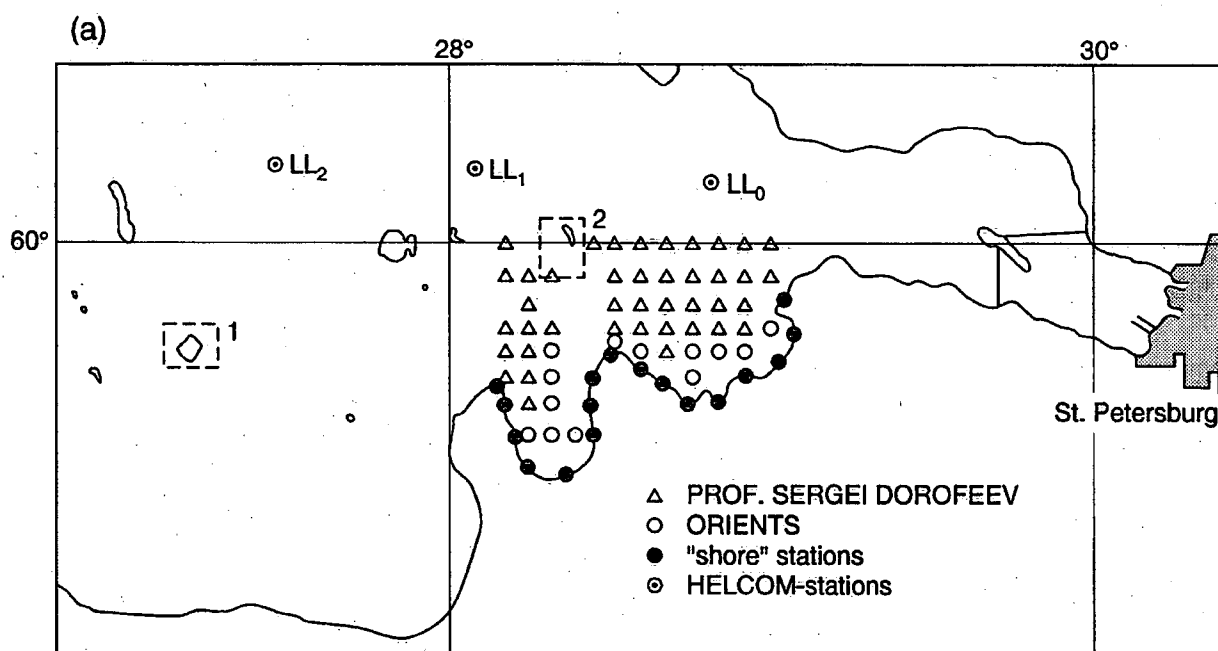 (a)
28°
30°
LL₂
LL₁
LL₀
2
60°
1
St. Petersburg
PROF. SERGEI DOROFEEV
ORIENTS
"shore" stations
HELCOM-stations